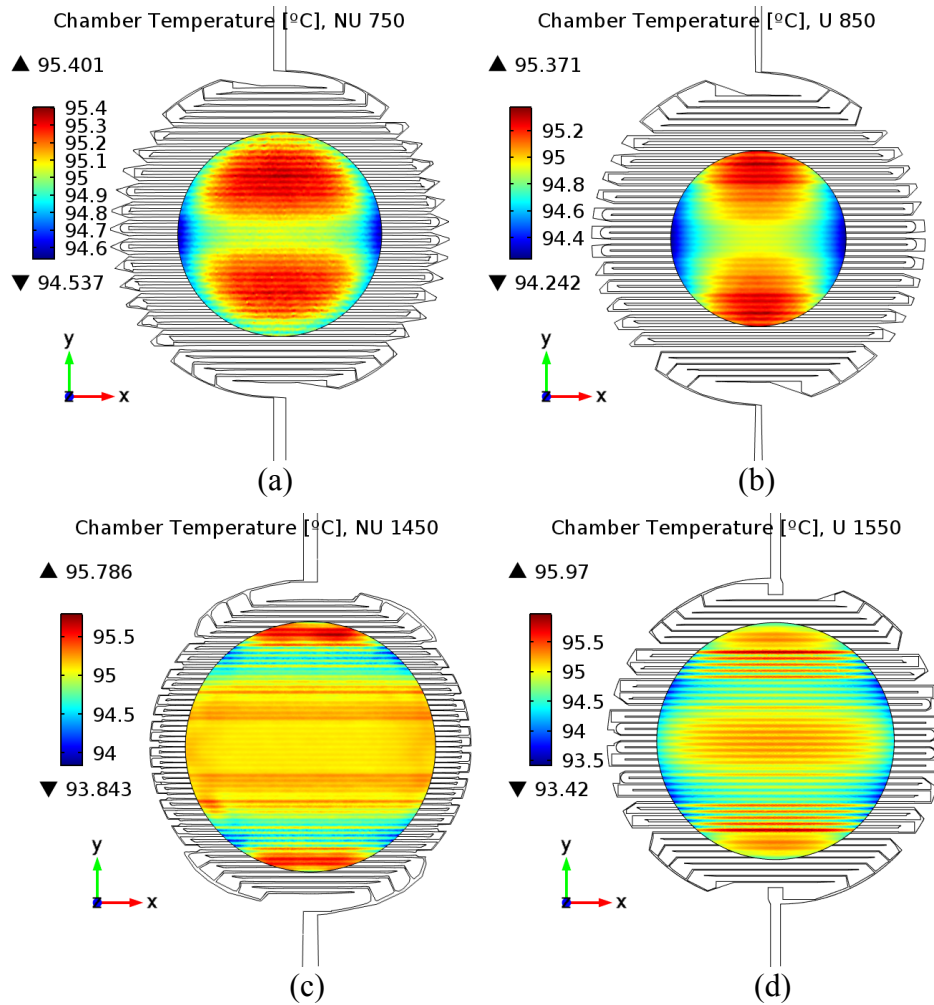 Chamber Temperature [ºC], NU 750
▲ 95.401
95.4
95.3
95.2
95.1
95
94.9
94.8
94.7
94.6
▼ 94.537
y
z
x
(a)
Chamber Temperature [ºC], U 850
▲ 95.371
95.2
95
94.8
94.6
94.4
▼ 94.242
y
z
x
(b)
Chamber Temperature [ºC], NU 1450
▲ 95.786
95.5
95
94.5
94
▼ 93.843
y
z
x
(c)
Chamber Temperature [ºC], U 1550
▲ 95.97
95.5
95
94.5
94
93.5
▼ 93.42
y
z
x
(d)